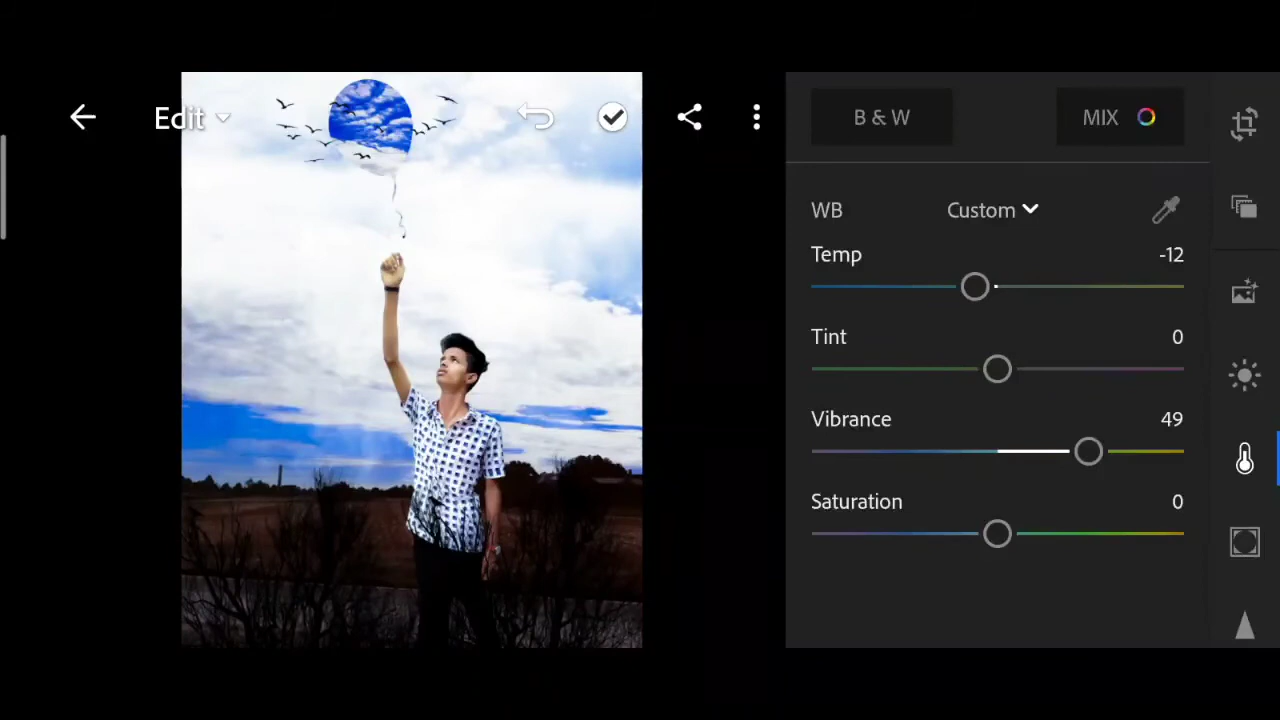 Edit
B & W
MIX
WB
Custom
Temp
-12
Tint
0
Vibrance
49
Saturation
0